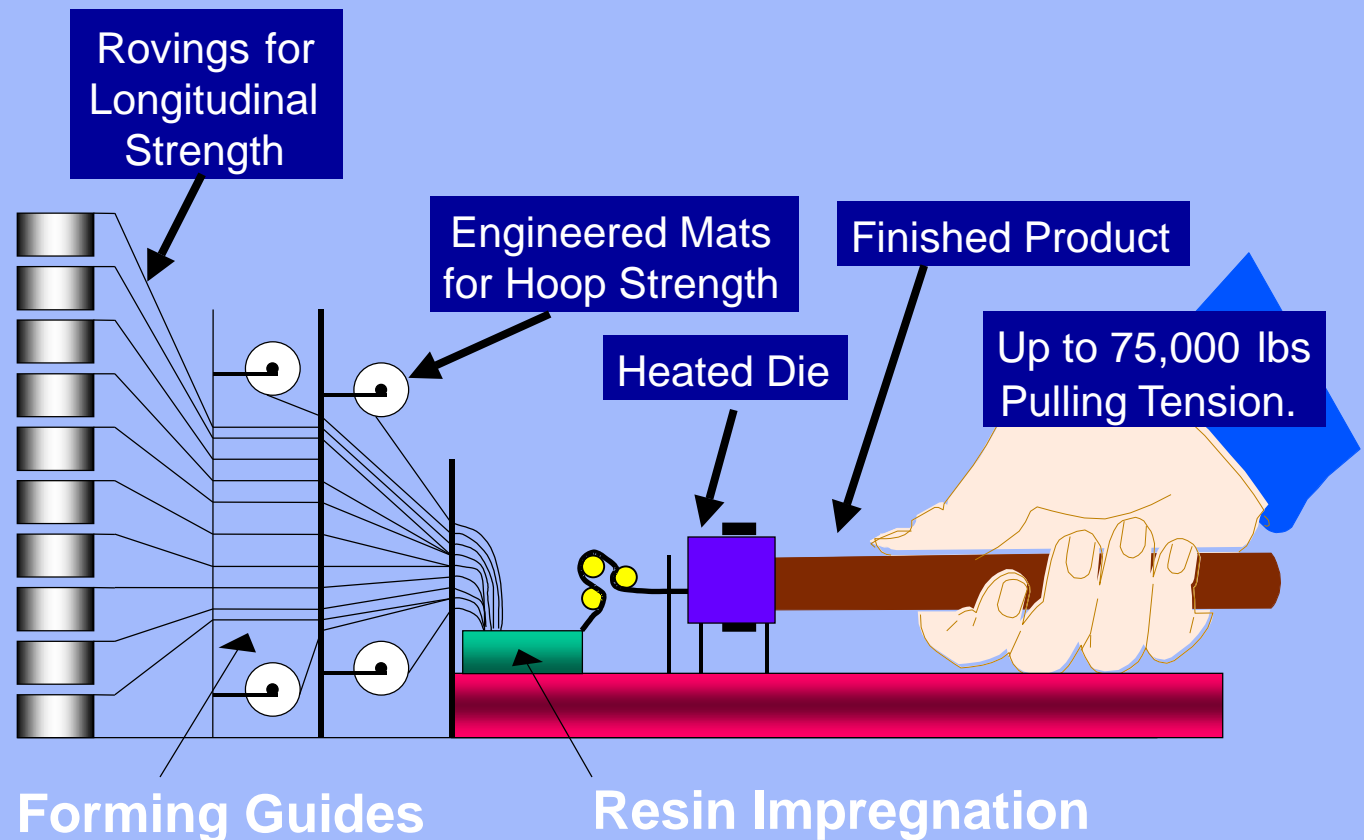 Rovings for
Longitudinal
Strength
Engineered Mats
for Hoop Strength
Finished Product
Heated Die
Up to 75,000 lbs
Pulling Tension.
Forming Guides
Resin Impregnation